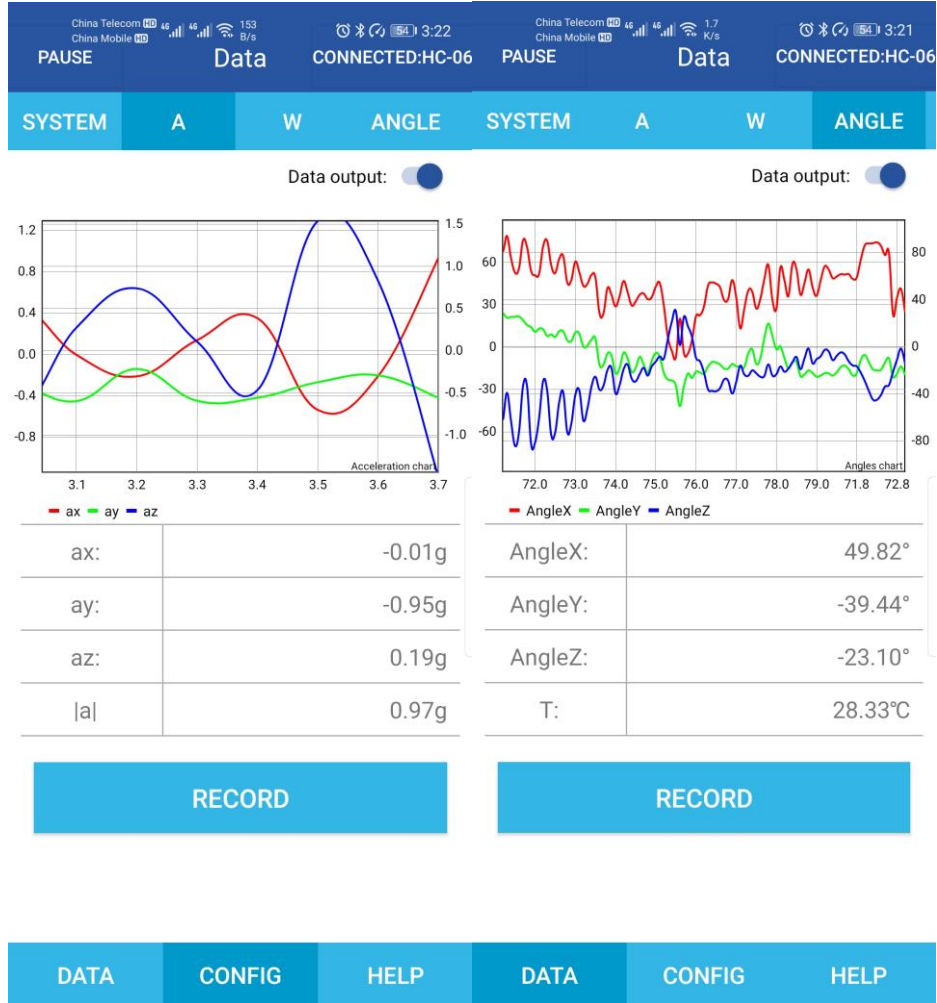 China Telecom HD 4G 4G 153 B/s 54 3:22
China Mobile HD
PAUSE Data CONNECTED:HC-06
SYSTEM A W ANGLE
Data output:
1.2 1.5
0.8 1.0
0.4 0.5
0.0 0.0
-0.4 -0.5
-0.8 -1.0
Acceleration chart
3.1 3.2 3.3 3.4 3.5 3.6 3.7
ax ay az
ax: -0.01g
ay: -0.95g
az: 0.19g
|a| 0.97g
RECORD
DATA CONFIG HELP
China Telecom HD 4G 4G 1.7 K/s 54 3:21
China Mobile HD
PAUSE Data CONNECTED:HC-06
SYSTEM A W ANGLE
Data output:
60 80
30 40
0 0
-30 -40
-60 -80
Angles chart
72.0 73.0 74.0 75.0 76.0 77.0 78.0 79.0 71.8 72.8
AngleX AngleY AngleZ
AngleX: 49.82°
AngleY: -39.44°
AngleZ: -23.10°
T: 28.33℃
RECORD
DATA CONFIG HELP